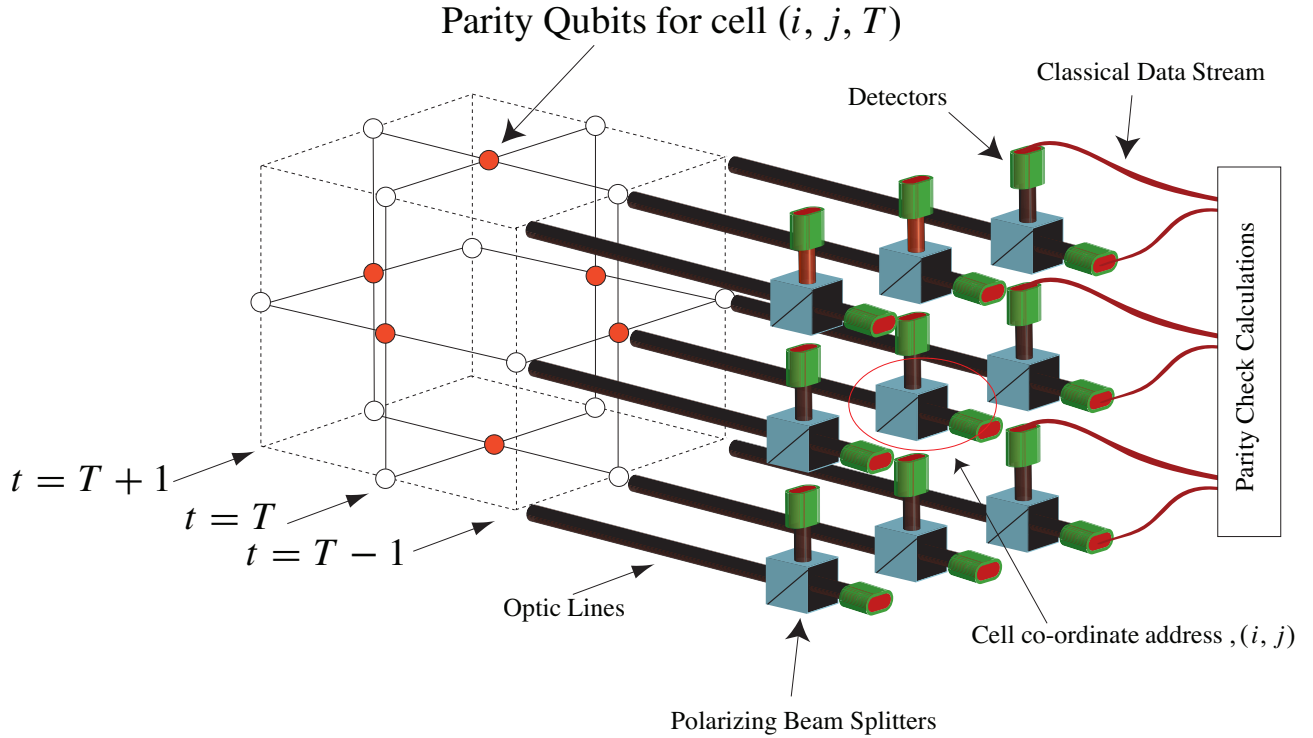 Parity Qubits for cell (i, j, T)
Classical Data Stream
Detectors
Parity Check Calculations
t = T + 1
t = T
t = T − 1
Optic Lines
Cell co-ordinate address , (i, j)
Polarizing Beam Splitters